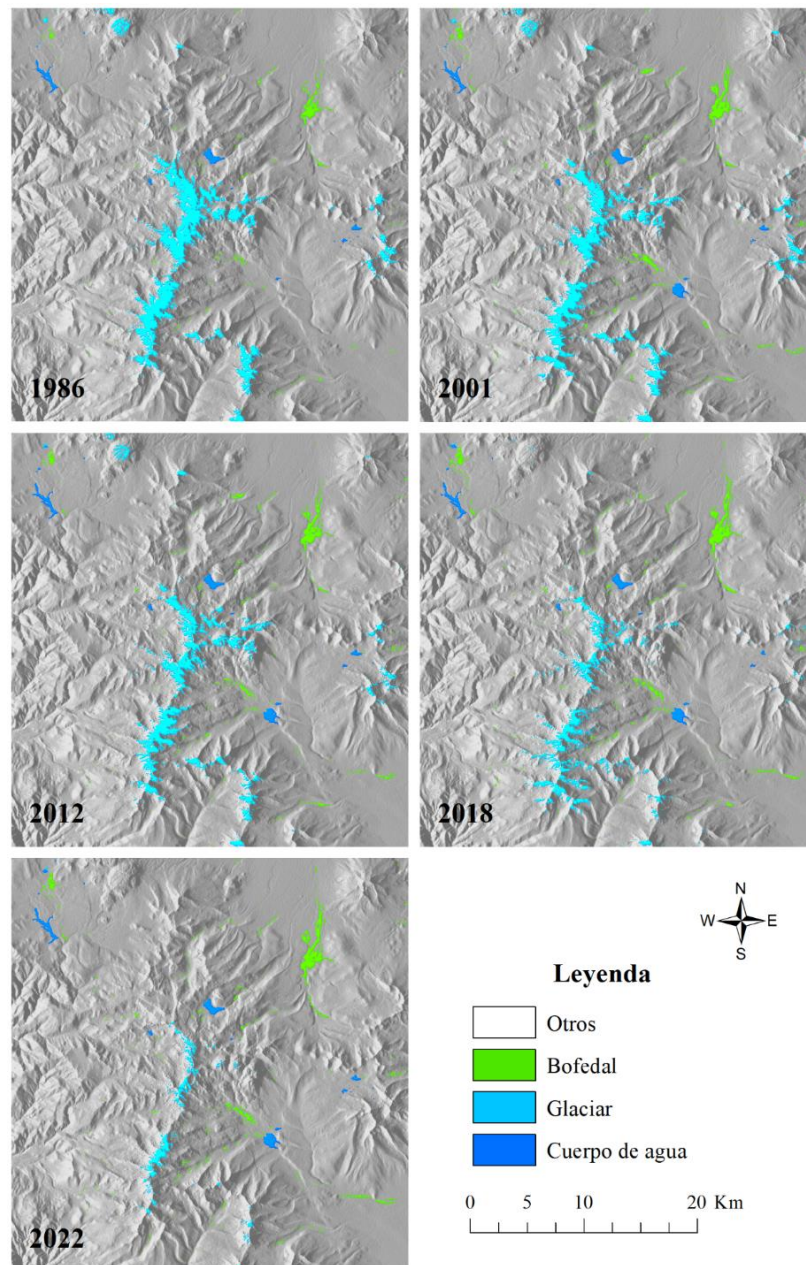 1986
2001
2012
2018
2022
N
W E
S
Leyenda
Otros
Bofedal
Glaciar
Cuerpo de agua
0 5 10 20 Km